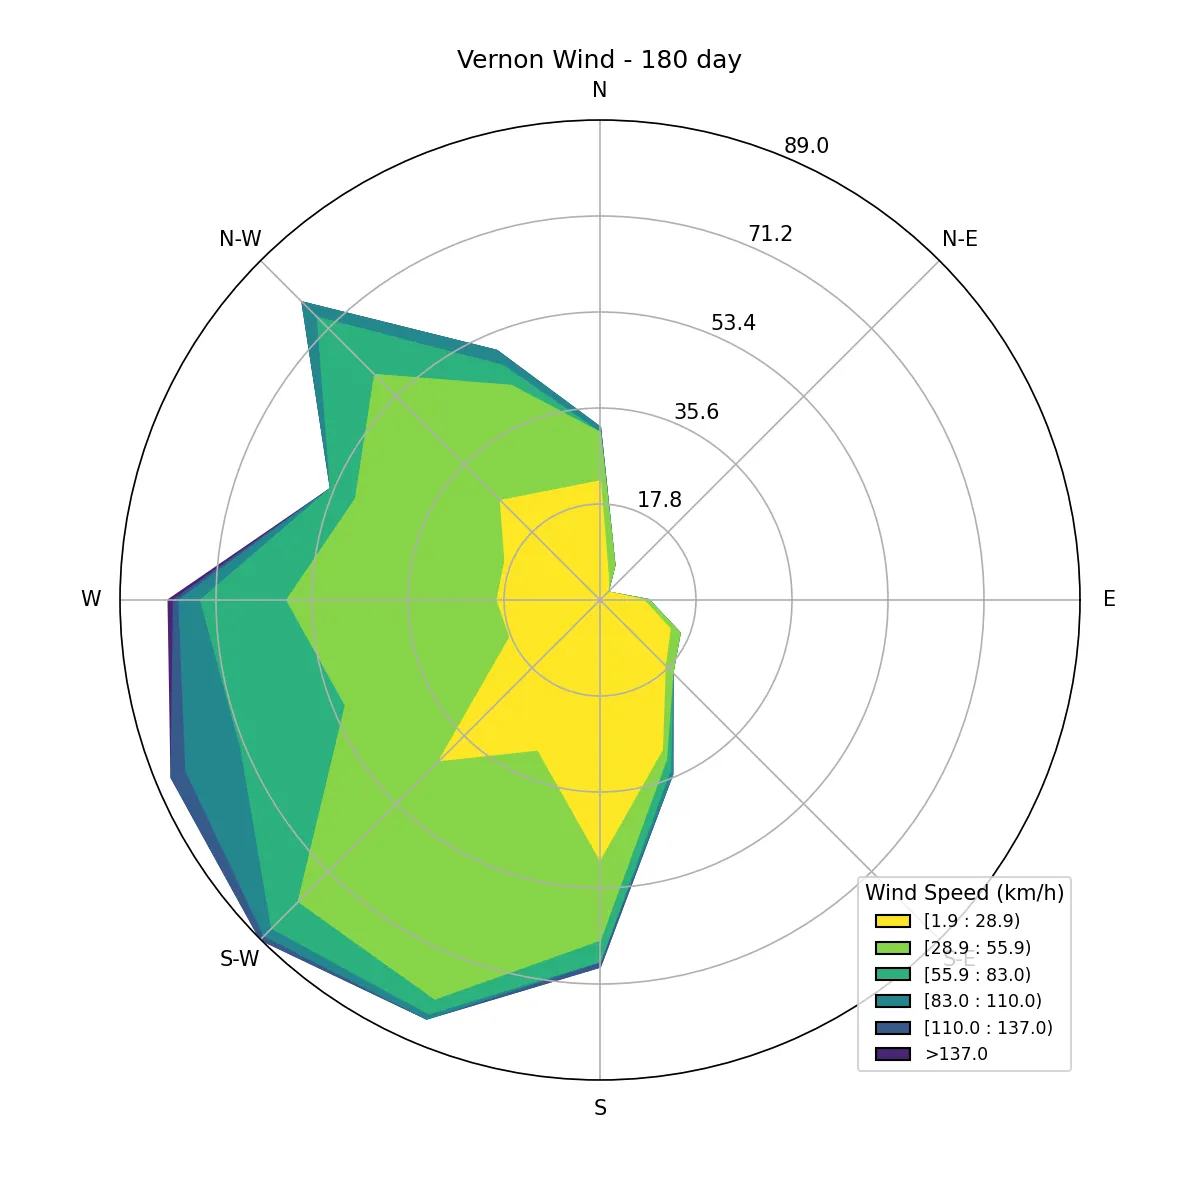 Vernon Wind - 180 day
N
89.0
71.2
N-W
N-E
53.4
35.6
17.8
W
E
S-W
S-E
S
Wind Speed (km/h)
[1.9 : 28.9)
[28.9 : 55.9)
[55.9 : 83.0)
[83.0 : 110.0)
[110.0 : 137.0)
>137.0